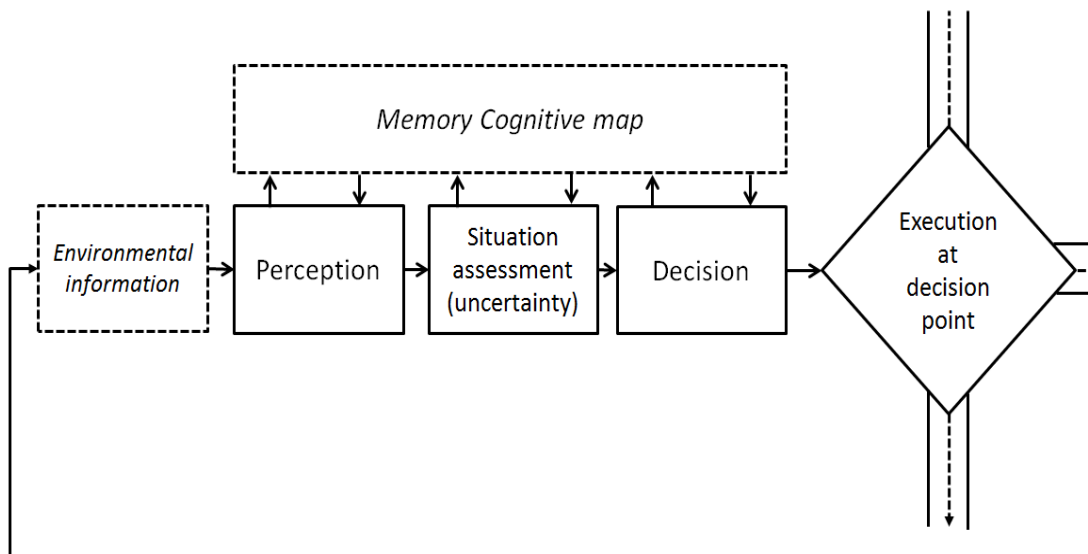 Memory Cognitive map
Environmental
information
Perception
Situation
assessment
(uncertainty)
Decision
Execution
at
decision
point